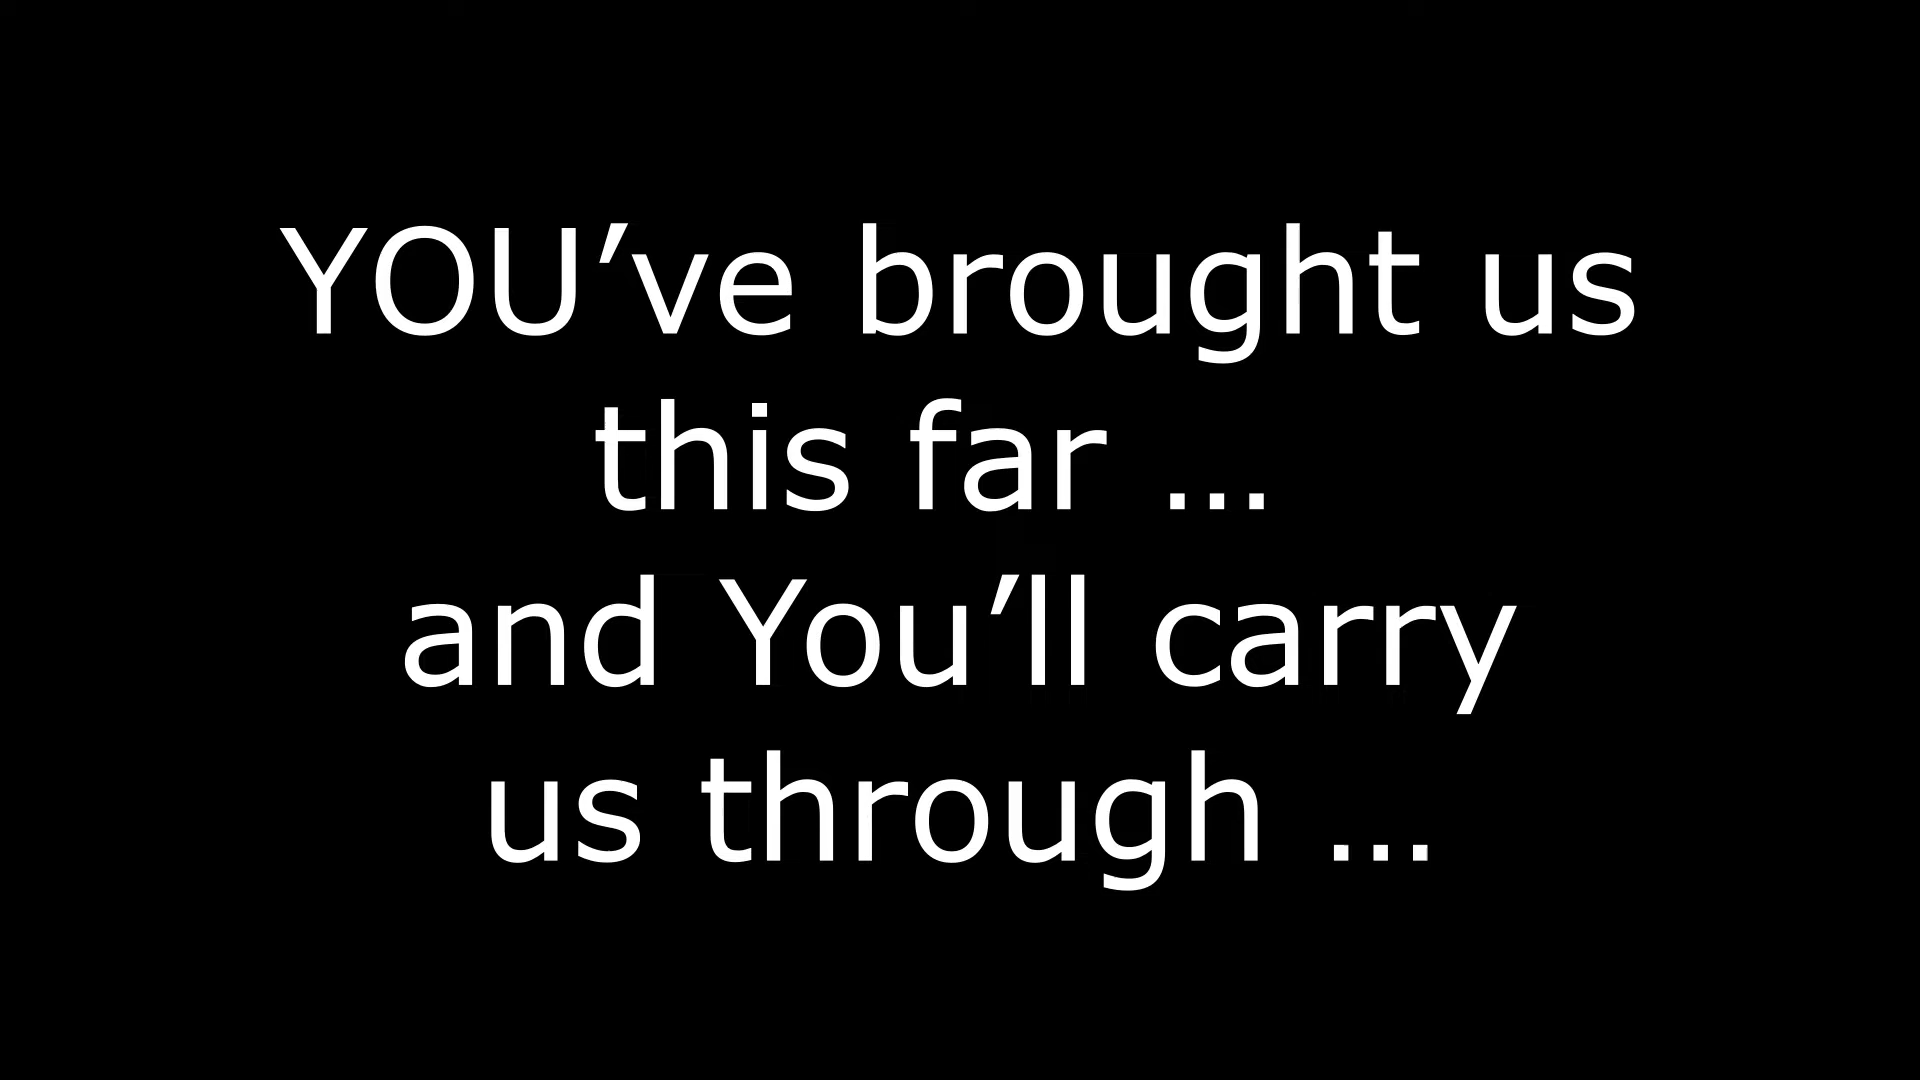 YOU’ve brought us
this far …
and You’ll carry
us through …